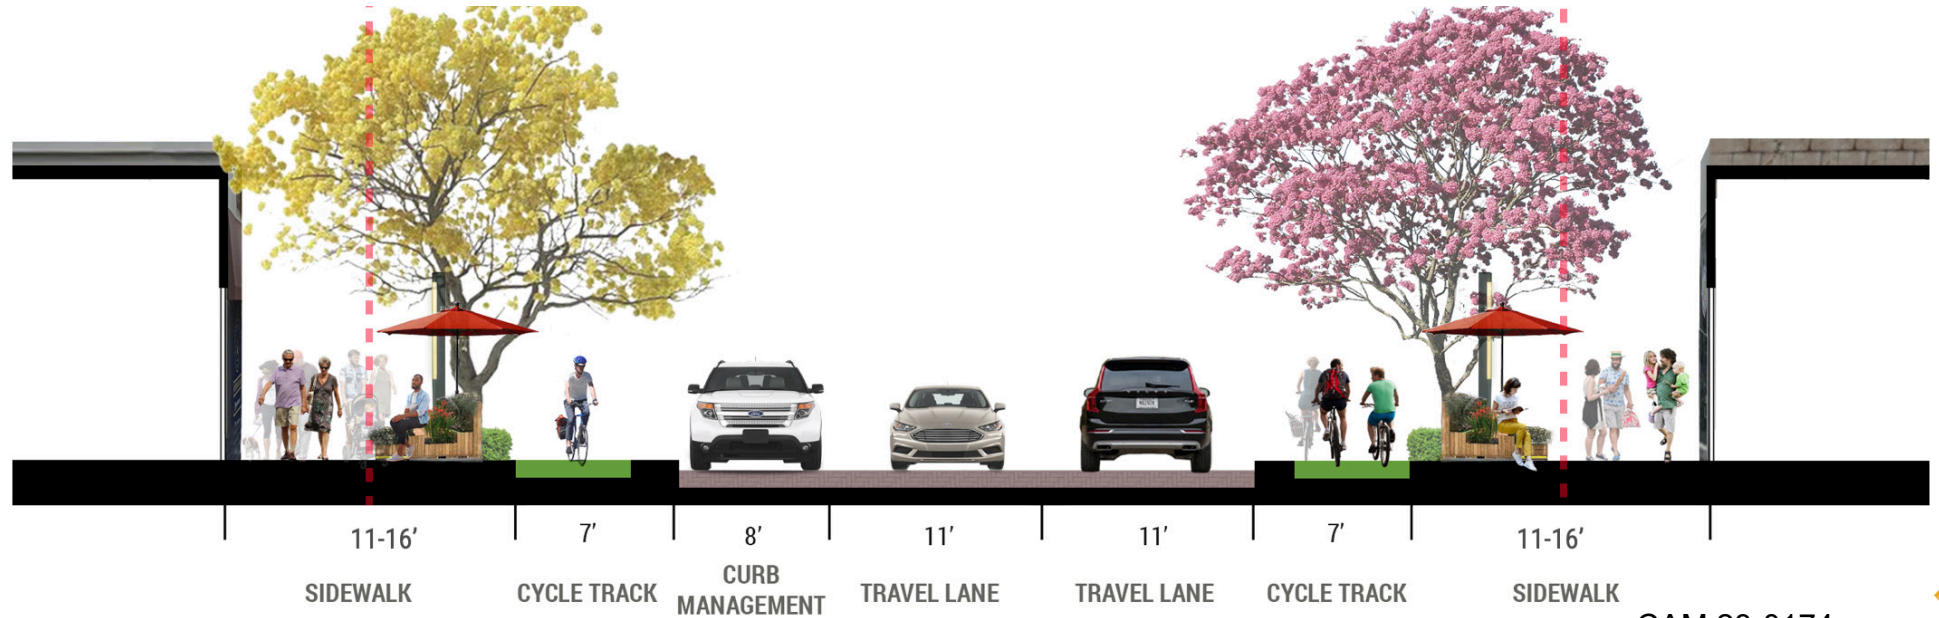 11-16’
7’
8’
11’
11’
7’
11-16’
SIDEWALK
CYCLE TRACK
CURB
MANAGEMENT
TRAVEL LANE
TRAVEL LANE
CYCLE TRACK
SIDEWALK